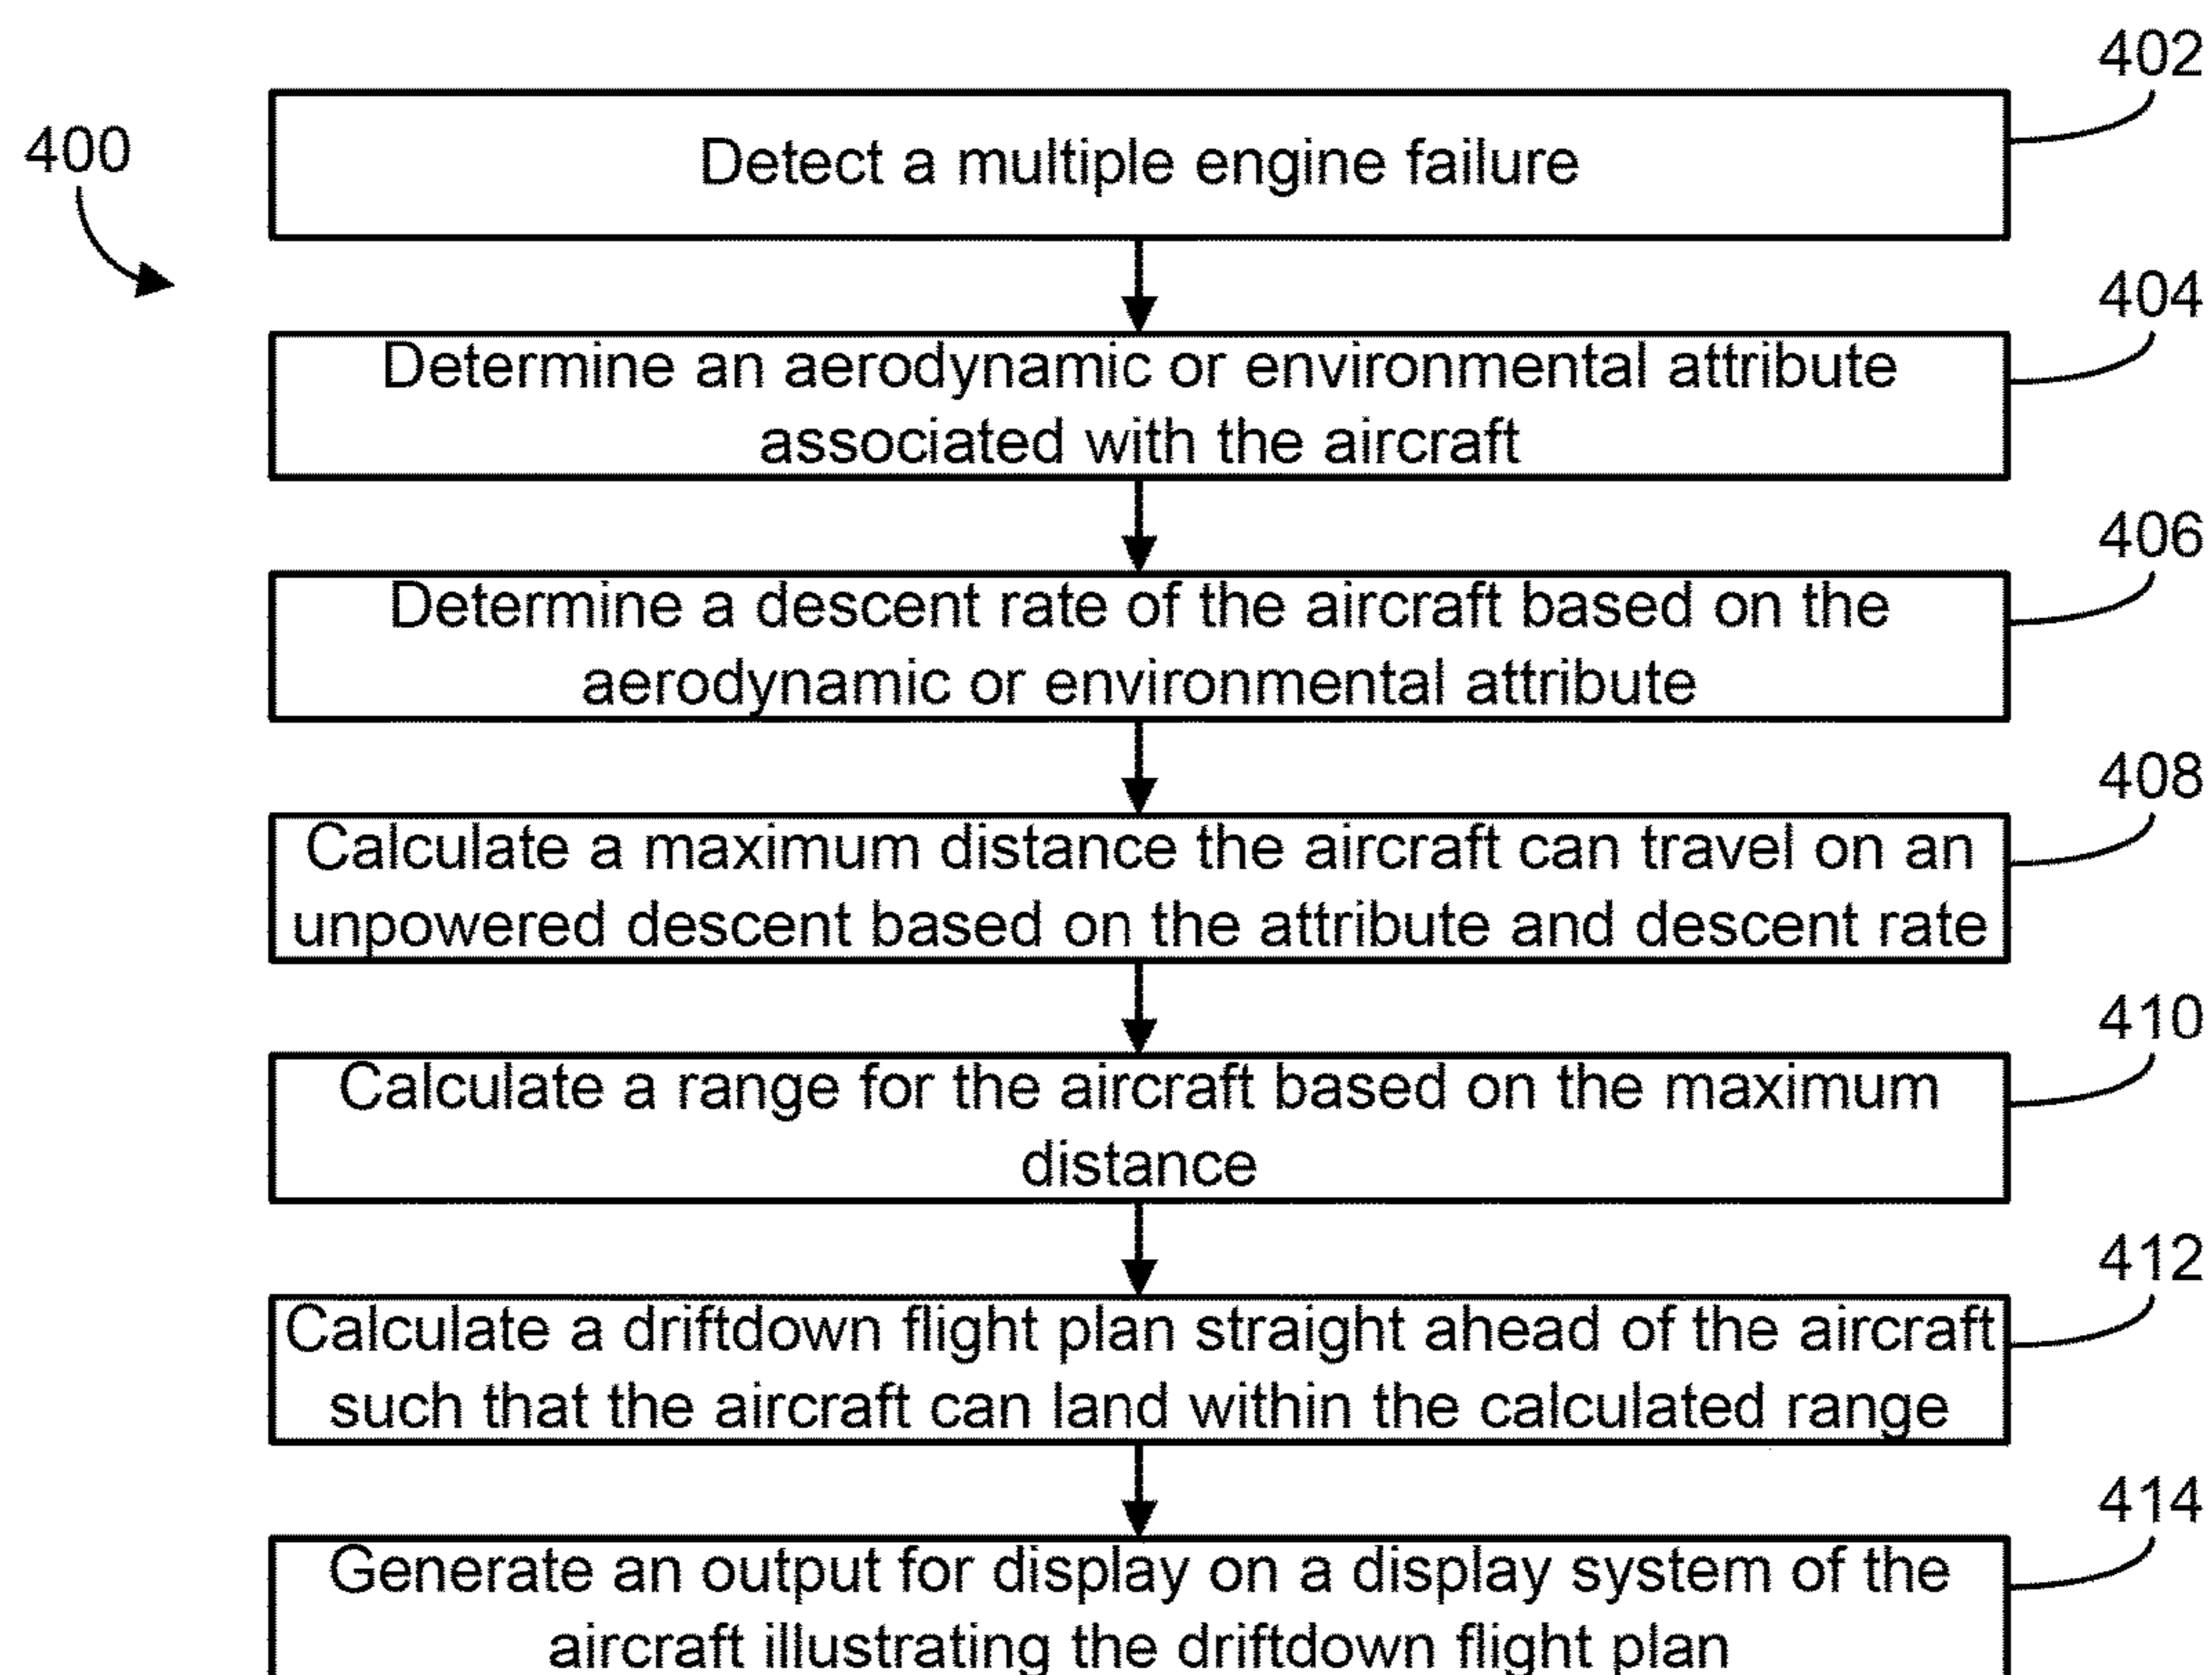 402
400
Detect a multiple engine failure
404
Determine an aerodynamic or environmental attribute
associated with the aircraft
406
Determine a descent rate of the aircraft based on the
aerodynamic or environmental attribute
408
Calculate a maximum distance the aircraft can travel on an
unpowered descent based on the attribute and descent rate
410
Calculate a range for the aircraft based on the maximum
distance
412
Calculate a driftdown flight plan straight ahead of the aircraft
such that the aircraft can land within the calculated range
414
Generate an output for display on a display system of the
aircraft illustrating the driftdown flight plan